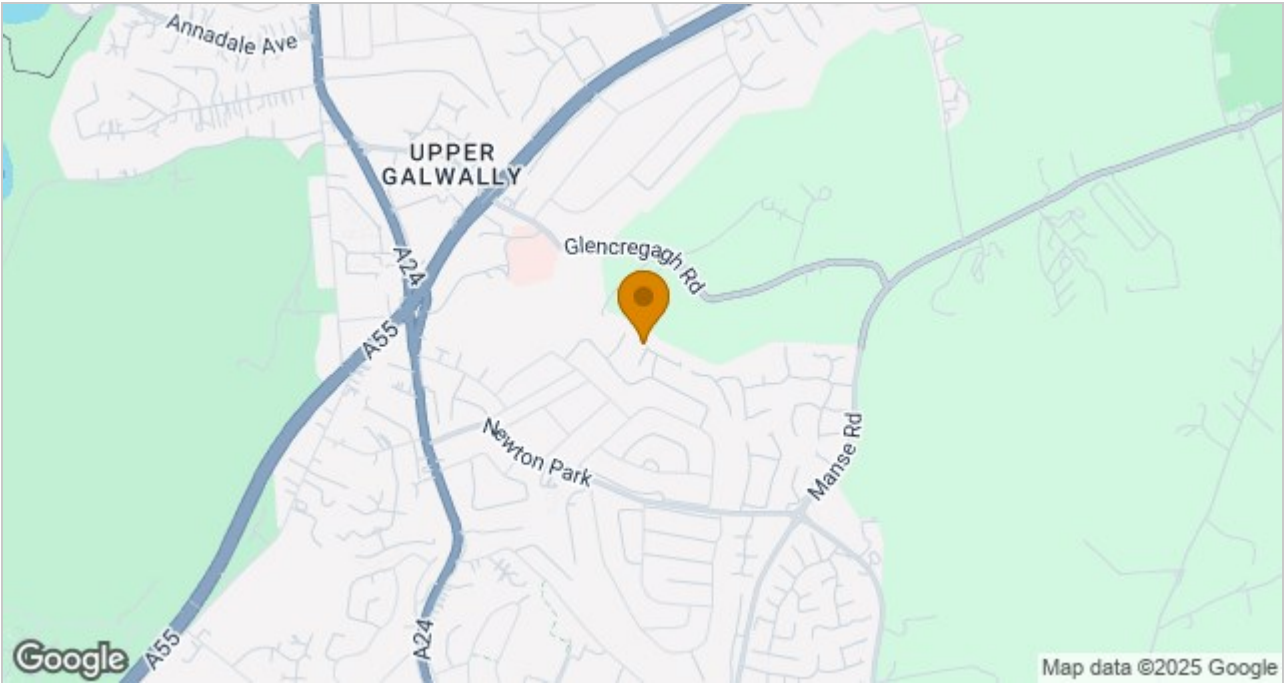 Annadale Ave
UPPER
GALWALLY
Glencregagh Rd
A24
A55
Newton Park
Manse Rd
A24
A55
Google
Map data ©2025 Google